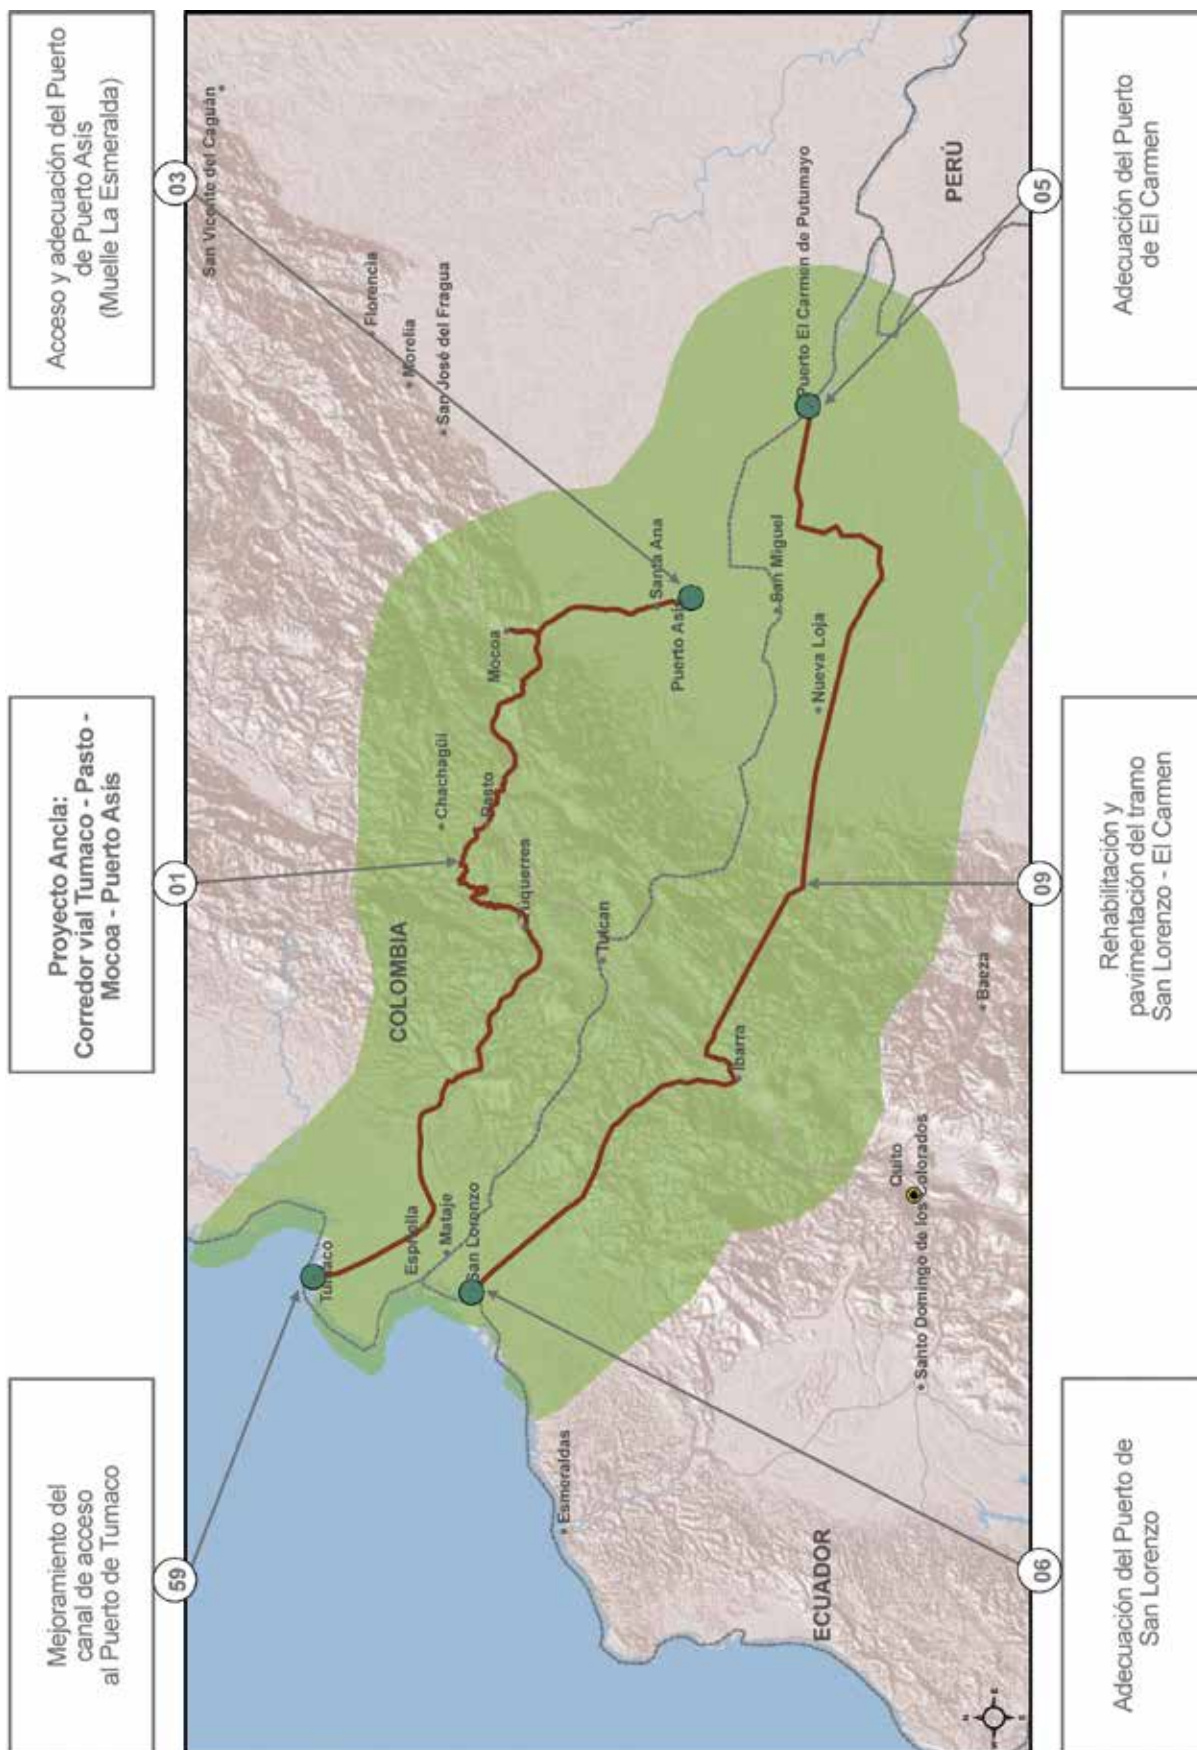 Mejoramiento del
canal de acceso
al Puerto de Tumaco
Proyecto Ancla:
Corredor vial Tumaco - Pasto -
Mocoa - Puerto Asís
Acceso y adecuación del Puerto
de Puerto Asís
(Muelle La Esmeralda)
59
01
03
San Vicente del Caguán
Florencia
Morelia
San José del Fragua
Tumaco
COLOMBIA
Chachagüí
Mocoa
Pasto
Túquerres
Espriella
Mataje
San Lorenzo
Santa Ana
Puerto Asís
Tulcan
San Miguel
Puerto El Carmen de Putumayo
Nueva Loja
PERÚ
Esmeraldas
Ibarra
Quito
Santo Domingo de los Colorados
Baeza
ECUADOR
N
E
S
06
09
05
Adecuación del Puerto de
San Lorenzo
Rehabilitación y
pavimentación del tramo
San Lorenzo - El Carmen
Adecuación del Puerto
de El Carmen